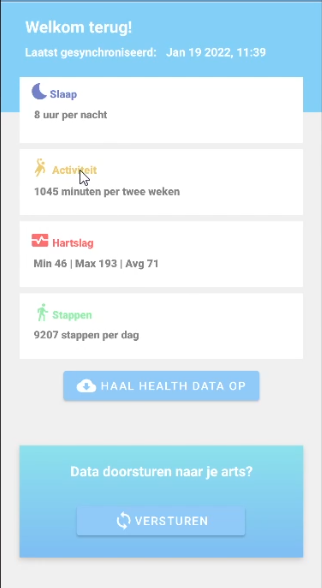 Welkom terug!
Laatst gesynchroniseerd: Jan 19 2022, 11:39
Slaap
8 uur per nacht
Activiteit
1045 minuten per twee weken
Hartslag
Min 46 | Max 193 | Avg 71
Stappen
9207 stappen per dag
HAAL HEALTH DATA OP
Data doorsturen naar je arts?
VERSTUREN